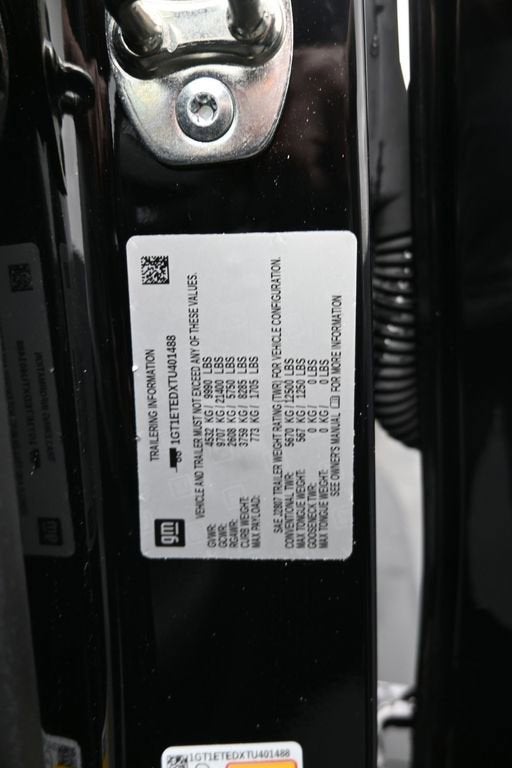 TRAILERING INFORMATION
gm
1GT1ETEDXTU401488
VEHICLE AND TRAILER MUST NOT EXCEED ANY OF THESE VALUES.
GVWR: 4532 KG/ 9990 LBS
GCWR: 9707 KG/ 21400 LBS
RGAWR: 2608 KG/ 5750 LBS
CURB WEIGHT: 3759 KG/ 8285 LBS
MAX PAYLOAD: 773 KG/ 1705 LBS
SAE J2807 TRAILER WEIGHT RATING (TWR) FOR VEHICLE CONFIGURATION.
CONVENTIONAL TWR: 5670 KG/ 12500 LBS
MAX TONGUE WEIGHT: 567 KG/ 1250 LBS
GOOSENECK TWR: 0 KG/ 0 LBS
MAX TONGUE WEIGHT: 0 KG/ 0 LBS
SEE OWNER'S MANUAL FOR MORE INFORMATION
1GT1ETEDXTU401488